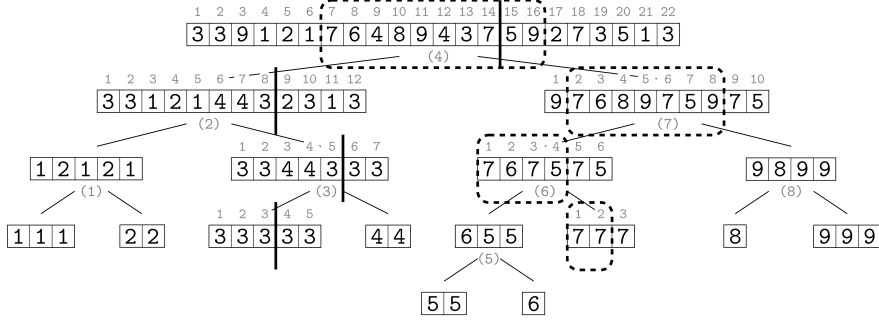 1 2 3 4 5 6 7 8 9 10 11 12 13 14 15 16 17 18 19 20 21 22
3 3 9 1 2 1 7 6 4 8 9 4 3 7 5 9 2 7 3 5 1 3
(4)
1 2 3 4 5 6 7 8 9 10 11 12 1 2 3 4 5 6 7 8 9 10
3 3 1 2 1 4 4 3 2 3 1 3 9 7 6 8 9 7 5 9 7 5
(2) (7)
1 2 3 4 5 6 7 1 2 3 4 5 6
1 2 1 2 1 3 3 4 4 3 3 3 7 6 7 5 7 5 9 8 9 9
(1) (3) (6) (8)
1 2 3 4 5 1 2 3
1 1 1 2 2 3 3 3 3 3 4 4 6 5 5 7 7 7 8 9 9 9
(5)
5 5 6